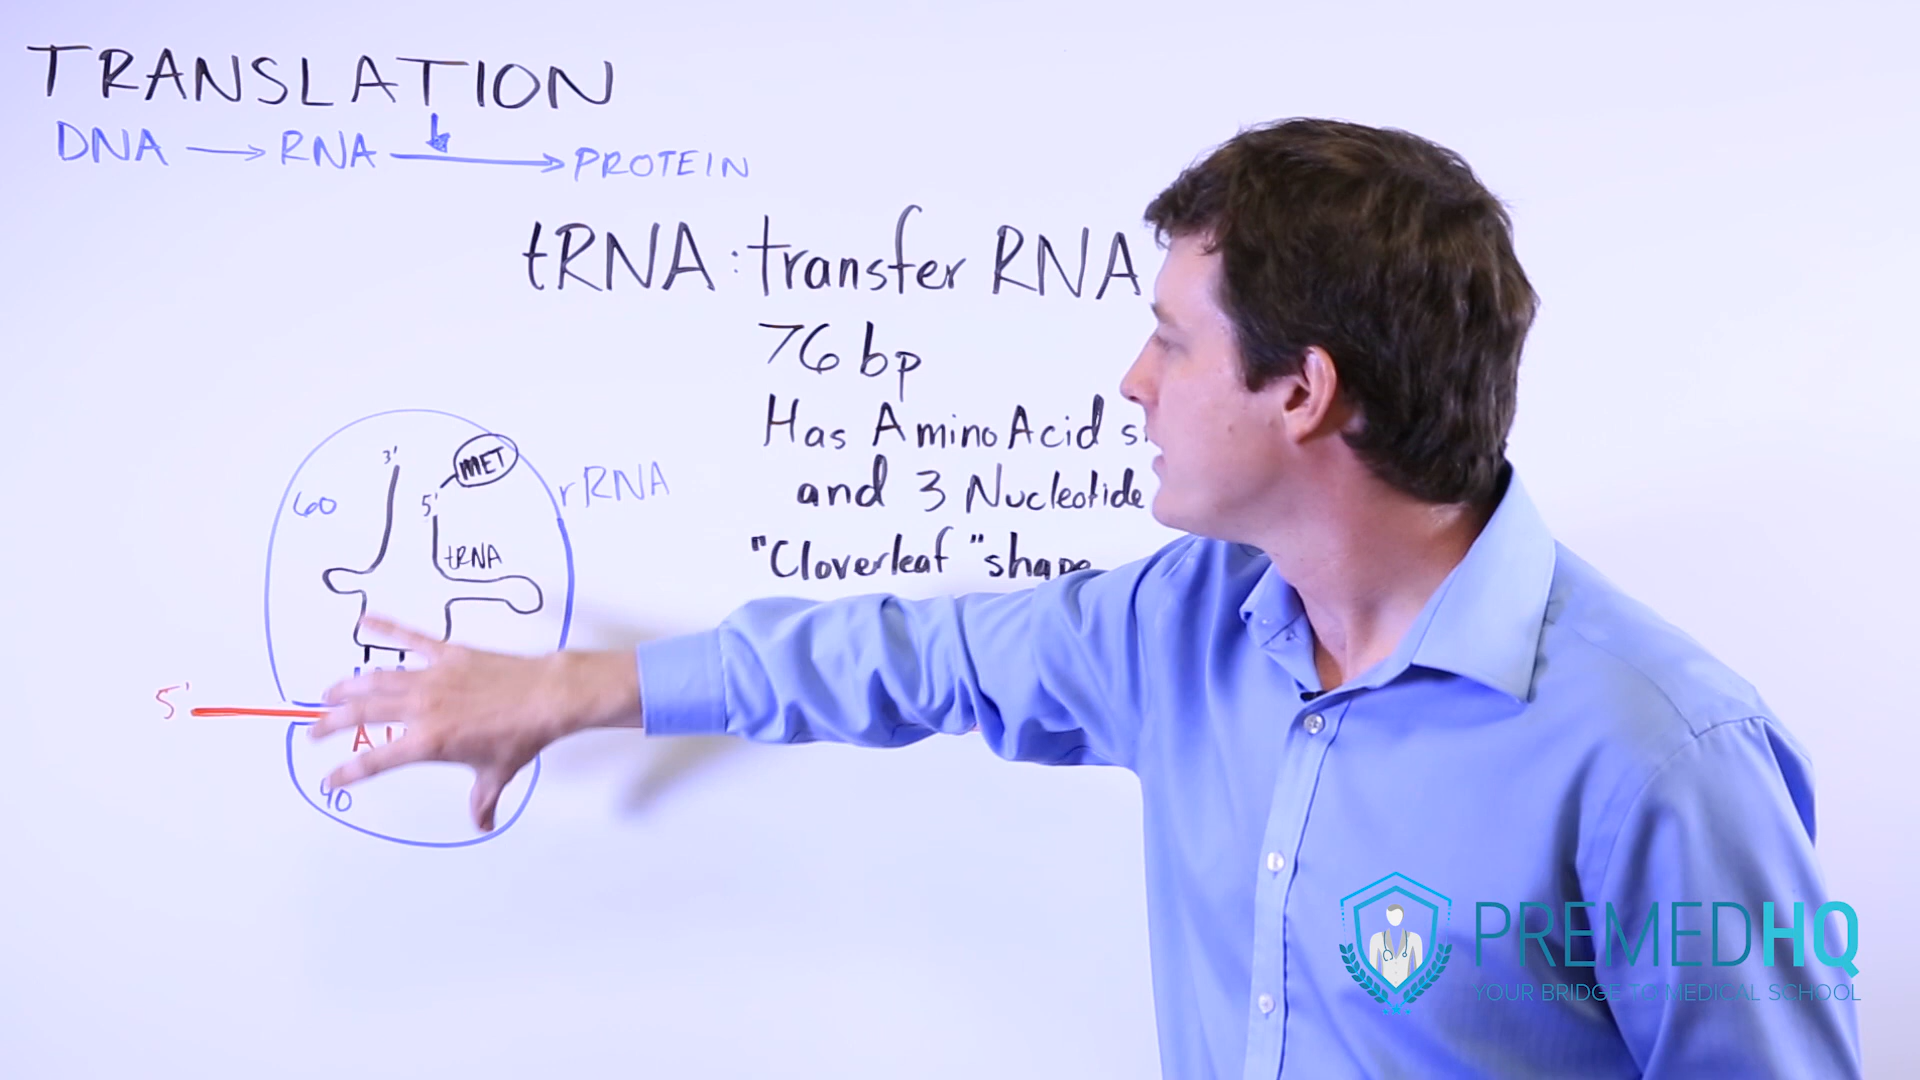 TRANSLATION
DNA → RNA → PROTEIN
tRNA: transfer RNA
76 bp
Has Amino Acid
and 3 Nucleotide
"Cloverleaf" shape
3'
MET
60
5'
rRNA
tRNA
5'
A
40
PREMEDHQ
YOUR BRIDGE TO MEDICAL SCHOOL